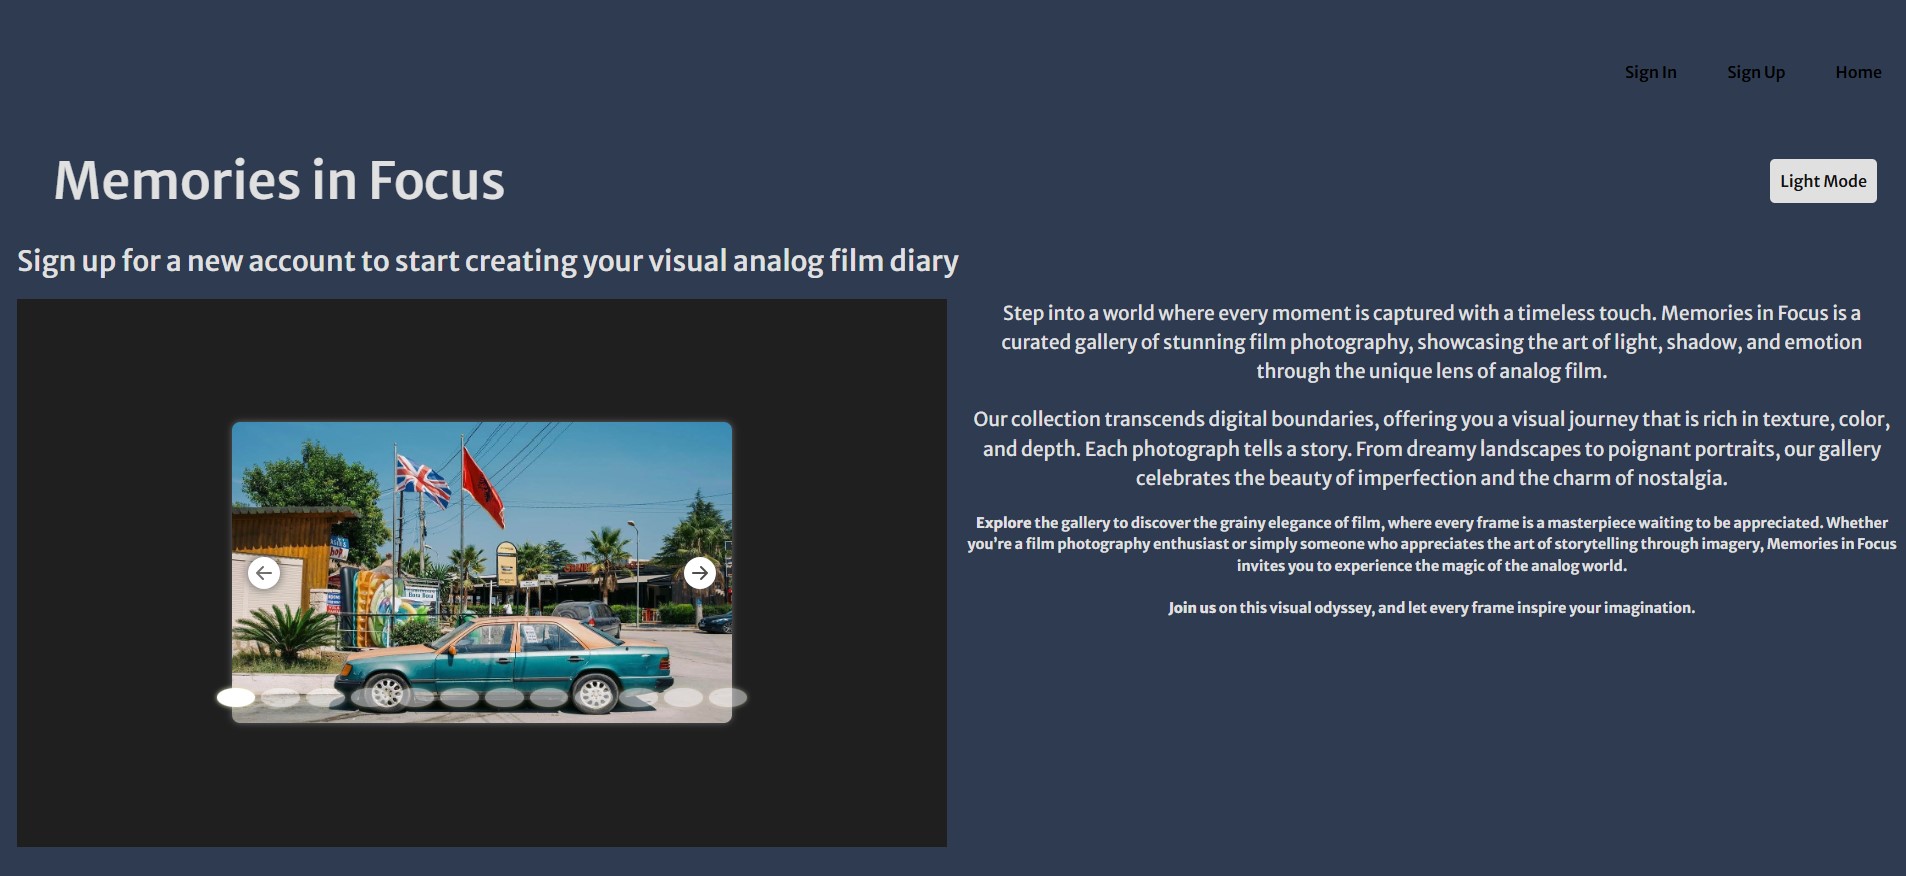 Sign In
Sign Up
Home
Memories in Focus
Light Mode
Sign up for a new account to start creating your visual analog film diary
Step into a world where every moment is captured with a timeless touch. Memories in Focus is a
curated gallery of stunning film photography, showcasing the art of light, shadow, and emotion
through the unique lens of analog film.
Our collection transcends digital boundaries, offering you a visual journey that is rich in texture, color,
and depth. Each photograph tells a story. From dreamy landscapes to poignant portraits, our gallery
celebrates the beauty of imperfection and the charm of nostalgia.
Explore the gallery to discover the grainy elegance of film, where every frame is a masterpiece waiting to be appreciated. Whether
you’re a film photography enthusiast or simply someone who appreciates the art of storytelling through imagery, Memories in Focus
invites you to experience the magic of the analog world.
Join us on this visual odyssey, and let every frame inspire your imagination.